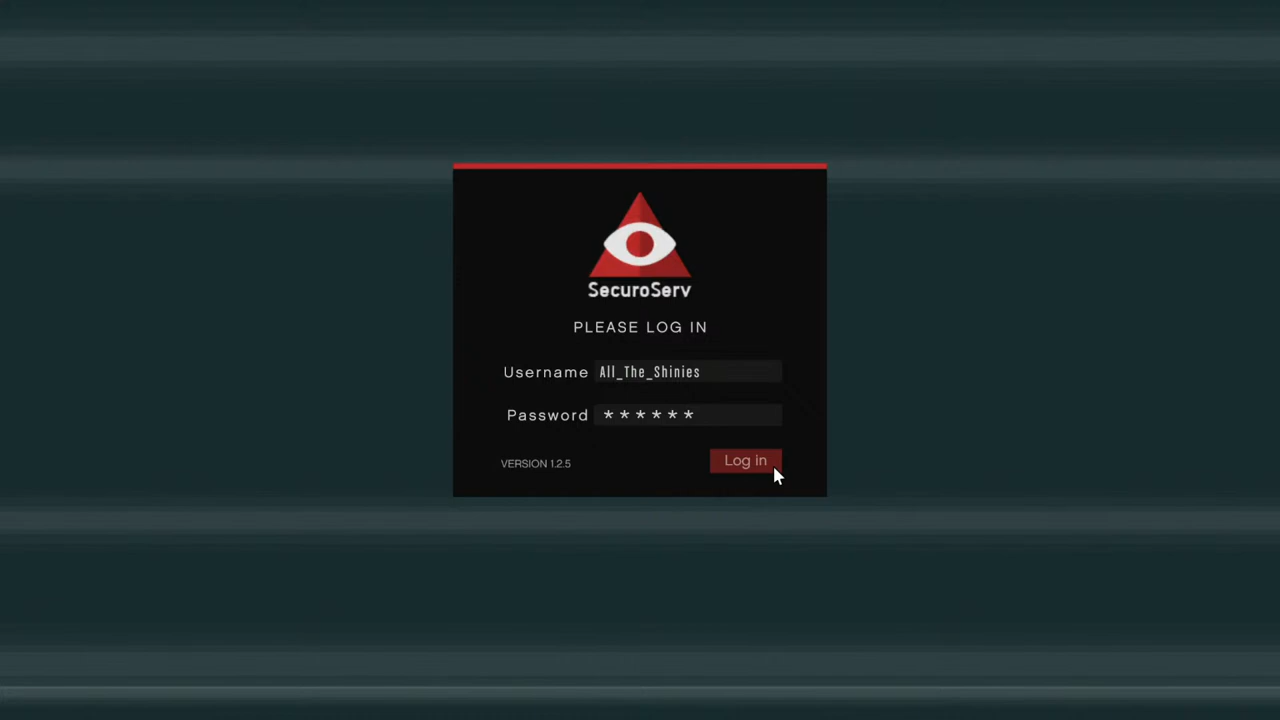 SecuroServ
PLEASE LOG IN
Username All_The_Shinies
Password ******
VERSION 1.2.5 Log in